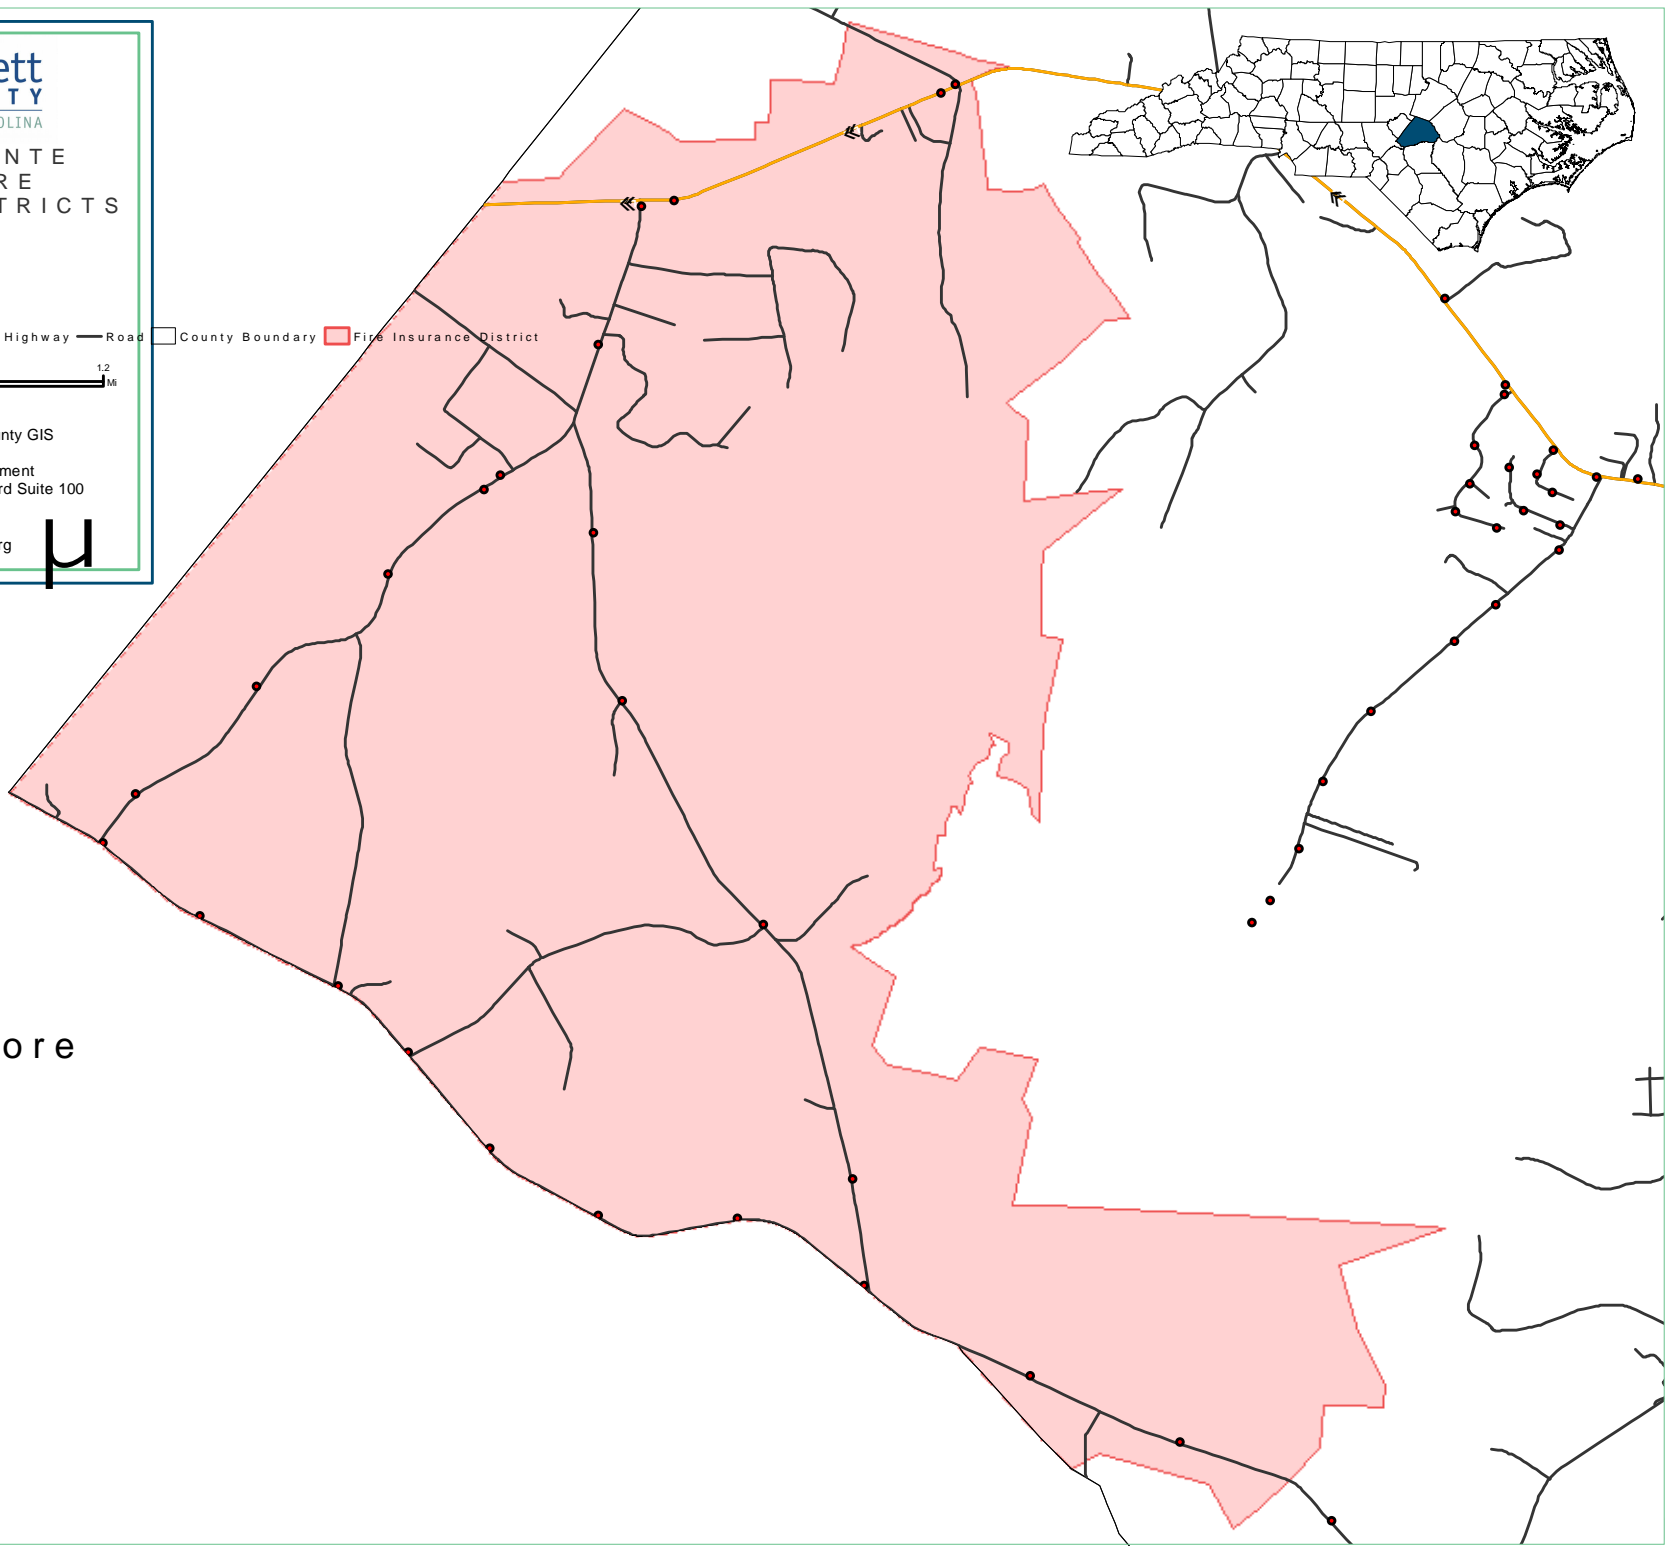 ett
TY
OLINA
NTE
RE
TRICTS
Highway Road County Boundary Fire Insurance District
1.2
Mi
nty GIS
ment
rd Suite 100
rg
µ
ore